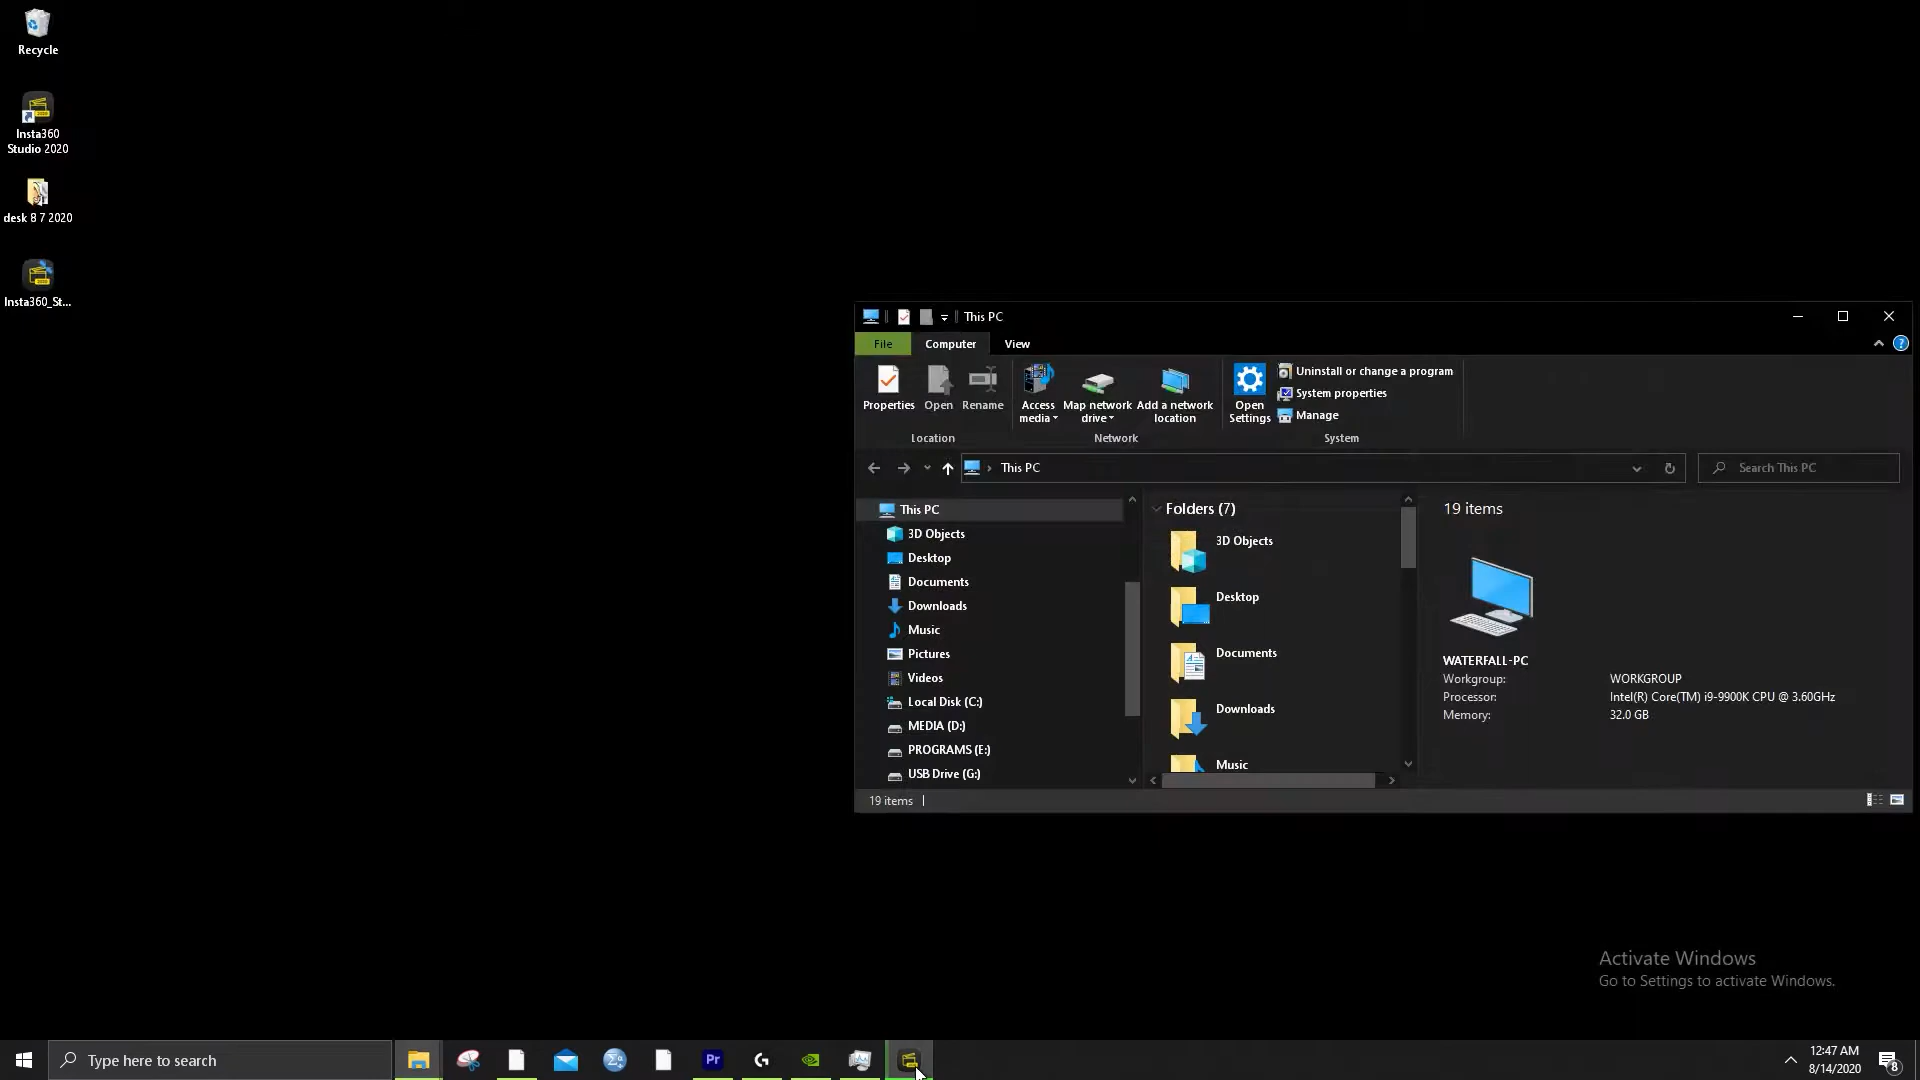 Recycle
Insta360
Studio 2020
desk 8 7 2020
Insta360_St...
This PC
File
Computer
View
Properties
Open
Rename
Access
media
Map network
drive
Add a network
location
Open
Settings
Uninstall or change a program
System properties
Manage
Location
Network
System
This PC
Search This PC
This PC
3D Objects
Desktop
Documents
Downloads
Music
Pictures
Videos
Local Disk (C:)
MEDIA (D:)
PROGRAMS (E:)
USB Drive (G:)
Folders (7)
3D Objects
Desktop
Documents
Downloads
Music
19 items
WATERFALL-PC
Workgroup: WORKGROUP
Processor: Intel(R) Core(TM) i9-9900K CPU @ 3.60GHz
Memory: 32.0 GB
19 items
Activate Windows
Go to Settings to activate Windows.
Type here to search
Pr
12:47 AM
8/14/2020
8